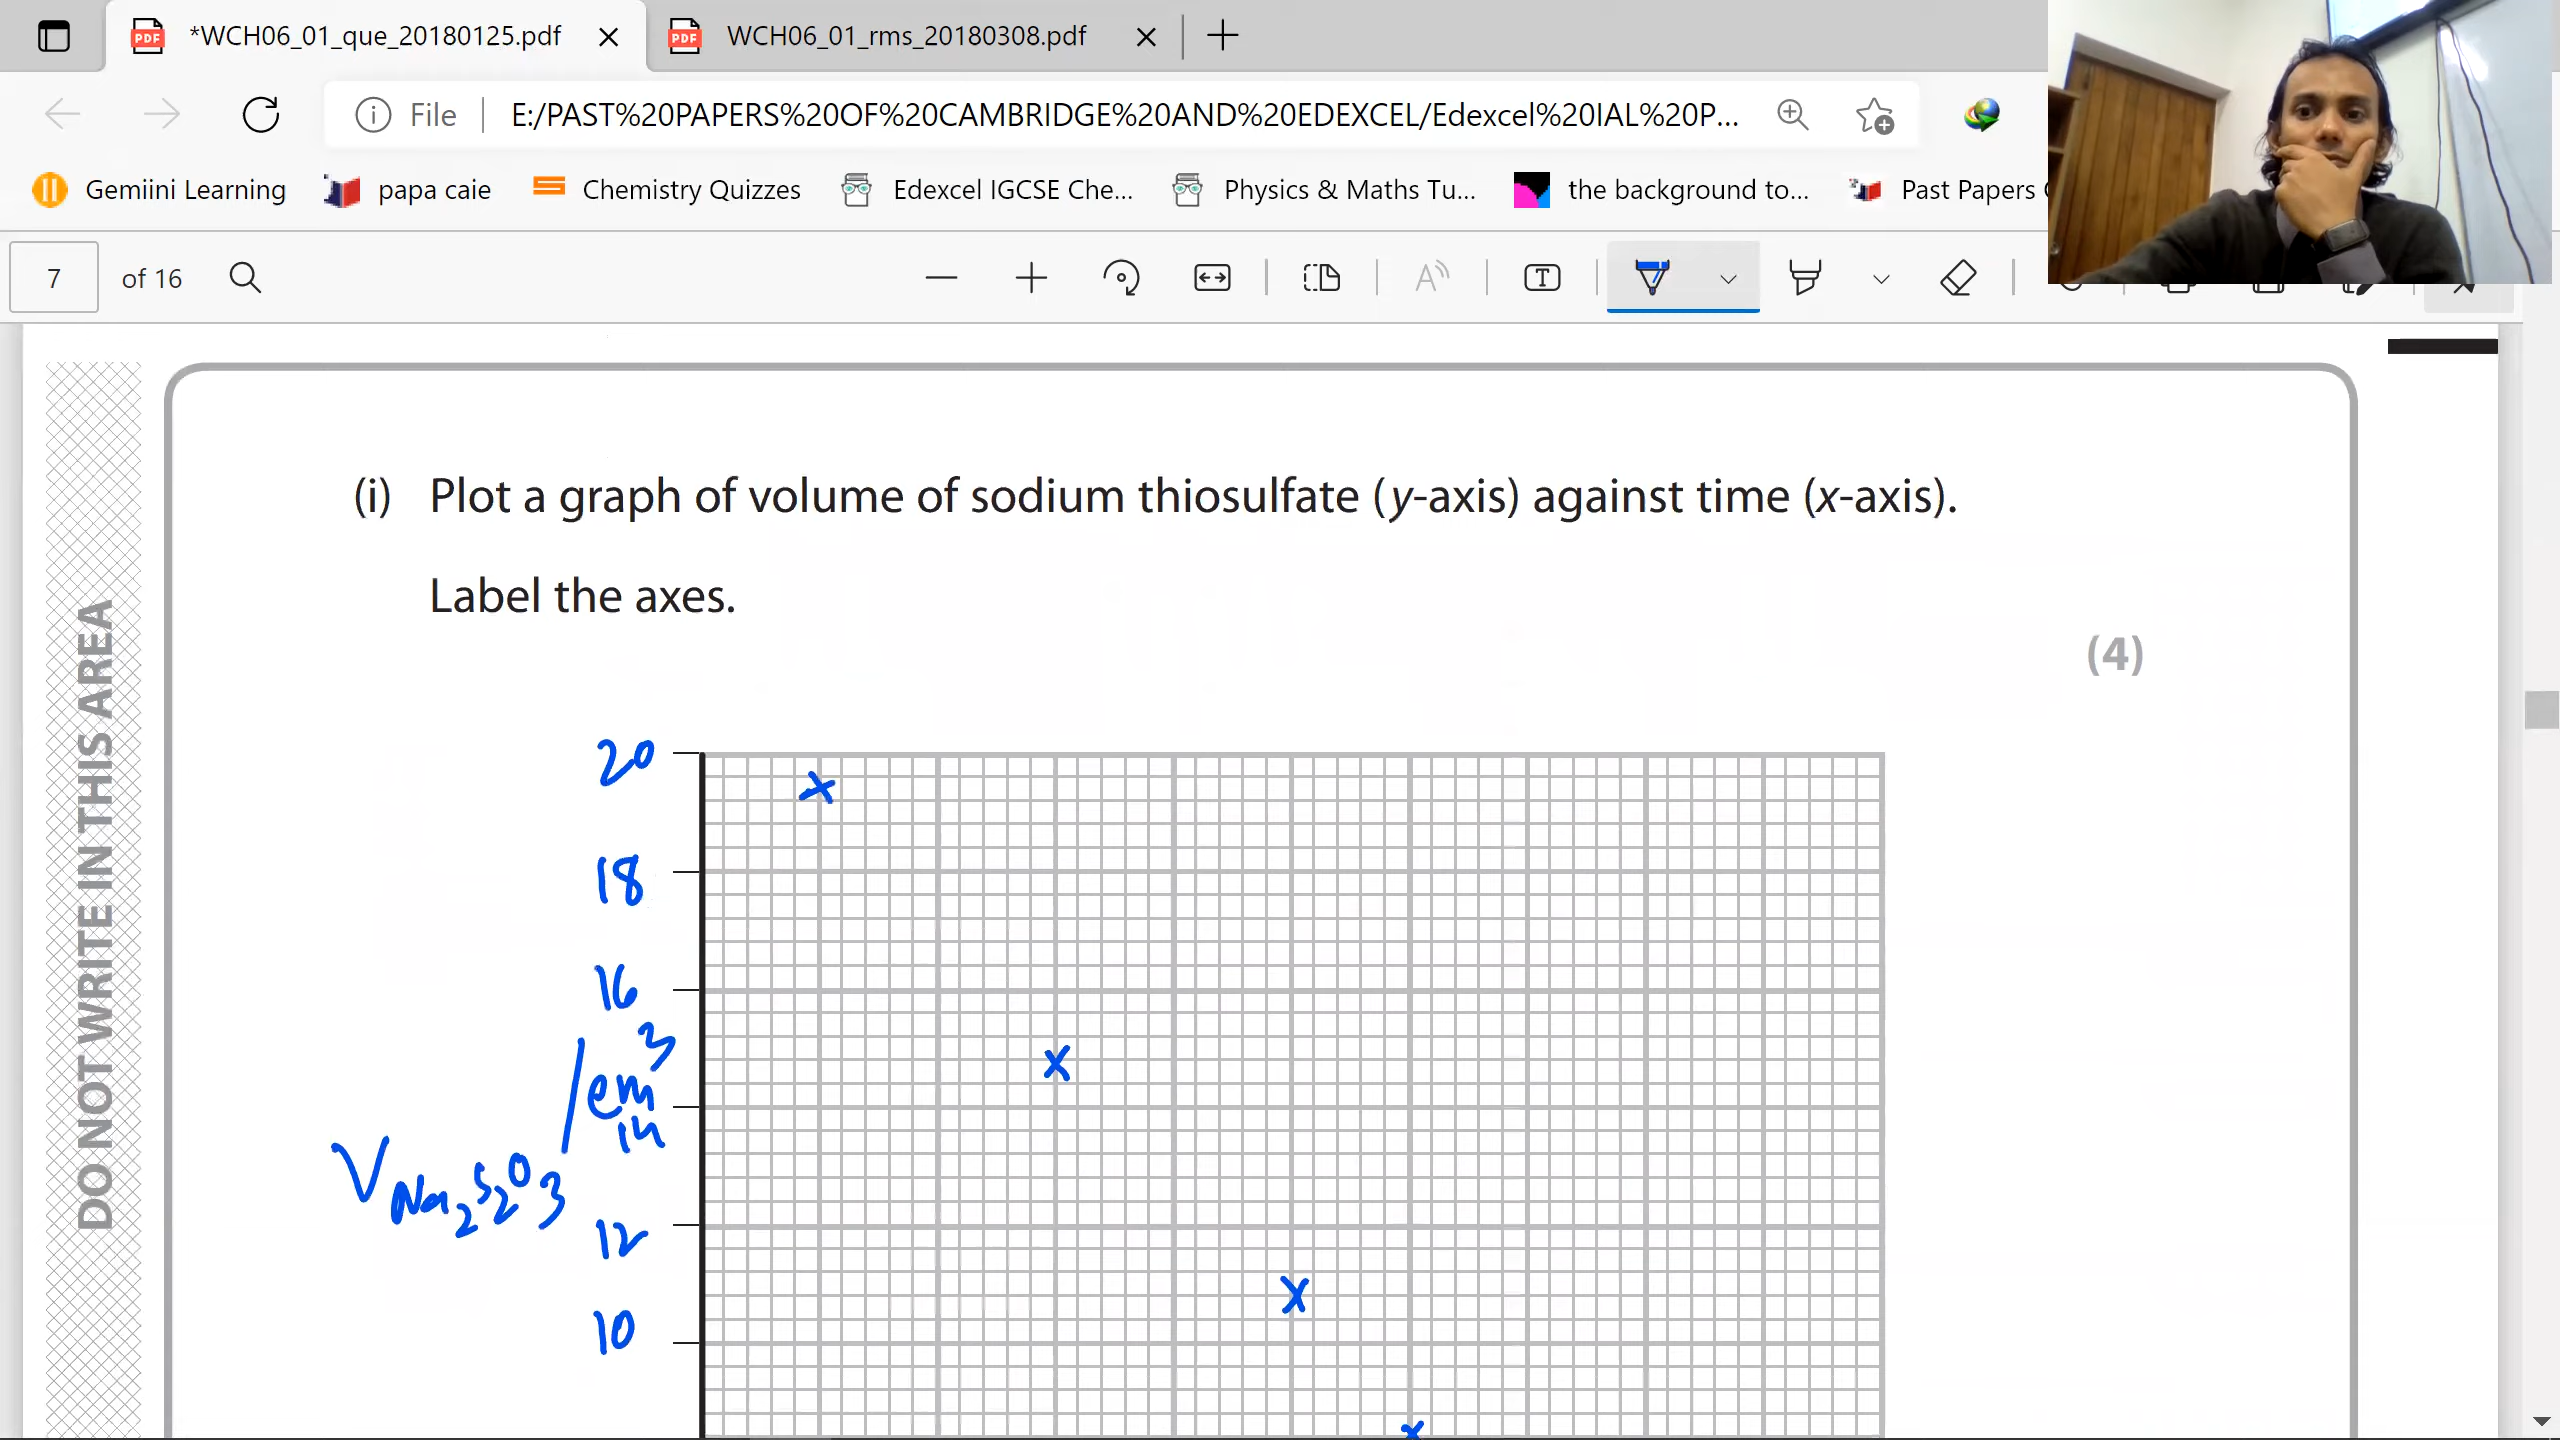 *WCH06_01_que_20180125.pdf
WCH06_01_rms_20180308.pdf
File
E:/PAST%20PAPERS%20OF%20CAMBRIDGE%20AND%20EDEXCEL/Edexcel%20IAL%20P...
Gemiini Learning
papa caie
Chemistry Quizzes
Edexcel IGCSE Che...
Physics & Maths Tu...
the background to...
Past Papers
7 of 16
DO NOT WRITE IN THIS AREA
(i) Plot a graph of volume of sodium thiosulfate (y-axis) against time (x-axis).
Label the axes.
(4)
20
18
16
V Na2S2O3 /cm3
14
12
10